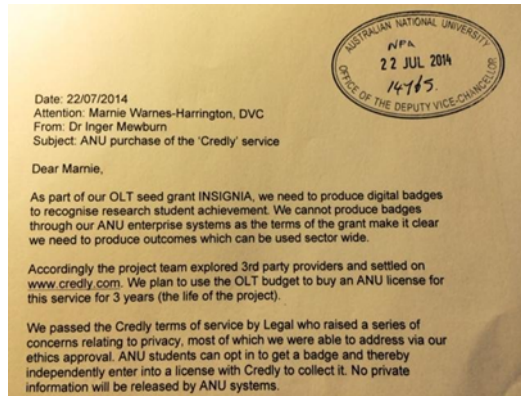 AUSTRALIAN NATIONAL UNIVERSITY
NPA
22 JUL 2014
OFFICE OF THE DEPUTY VICE-CHANCELLOR
Date: 22/07/2014
Attention: Marnie Warnes-Harrington, DVC
From: Dr Inger Mewburn
Subject: ANU purchase of the 'Credly' service
Dear Marnie,
As part of our OLT seed grant INSIGNIA, we need to produce digital badges
to recognise research student achievement. We cannot produce badges
through our ANU enterprise systems as the terms of the grant make it clear
we need to produce outcomes which can be used sector wide.
Accordingly the project team explored 3rd party providers and settled on
www.credly.com. We plan to use the OLT budget to buy an ANU license for
this service for 3 years (the life of the project).
We passed the Credly terms of service by Legal who raised a series of
concerns relating to privacy, most of which we were able to address via our
ethics approval. ANU students can opt in to get a badge and thereby
independently enter into a license with Credly to collect it. No private
information will be released by ANU systems.